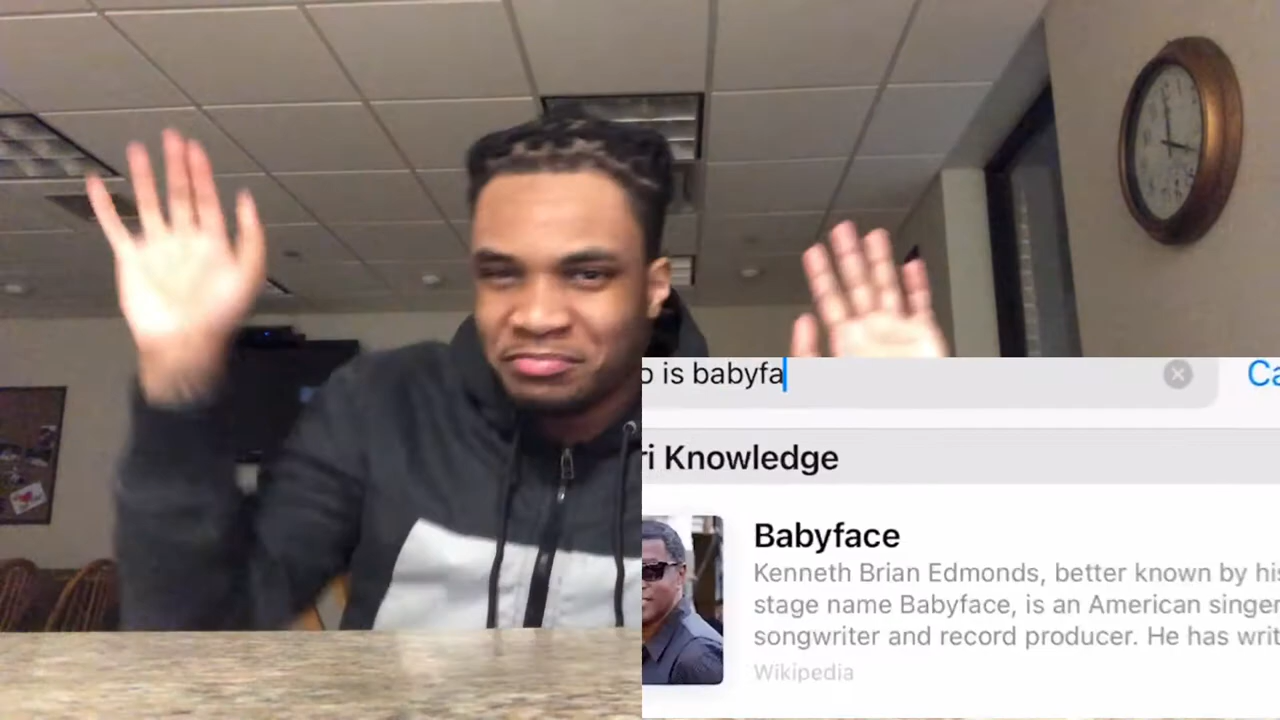 o is babyfa
Ca
ri Knowledge
Babyface
Kenneth Brian Edmonds, better known by his
stage name Babyface, is an American singer
songwriter and record producer. He has writ
Wikipedia